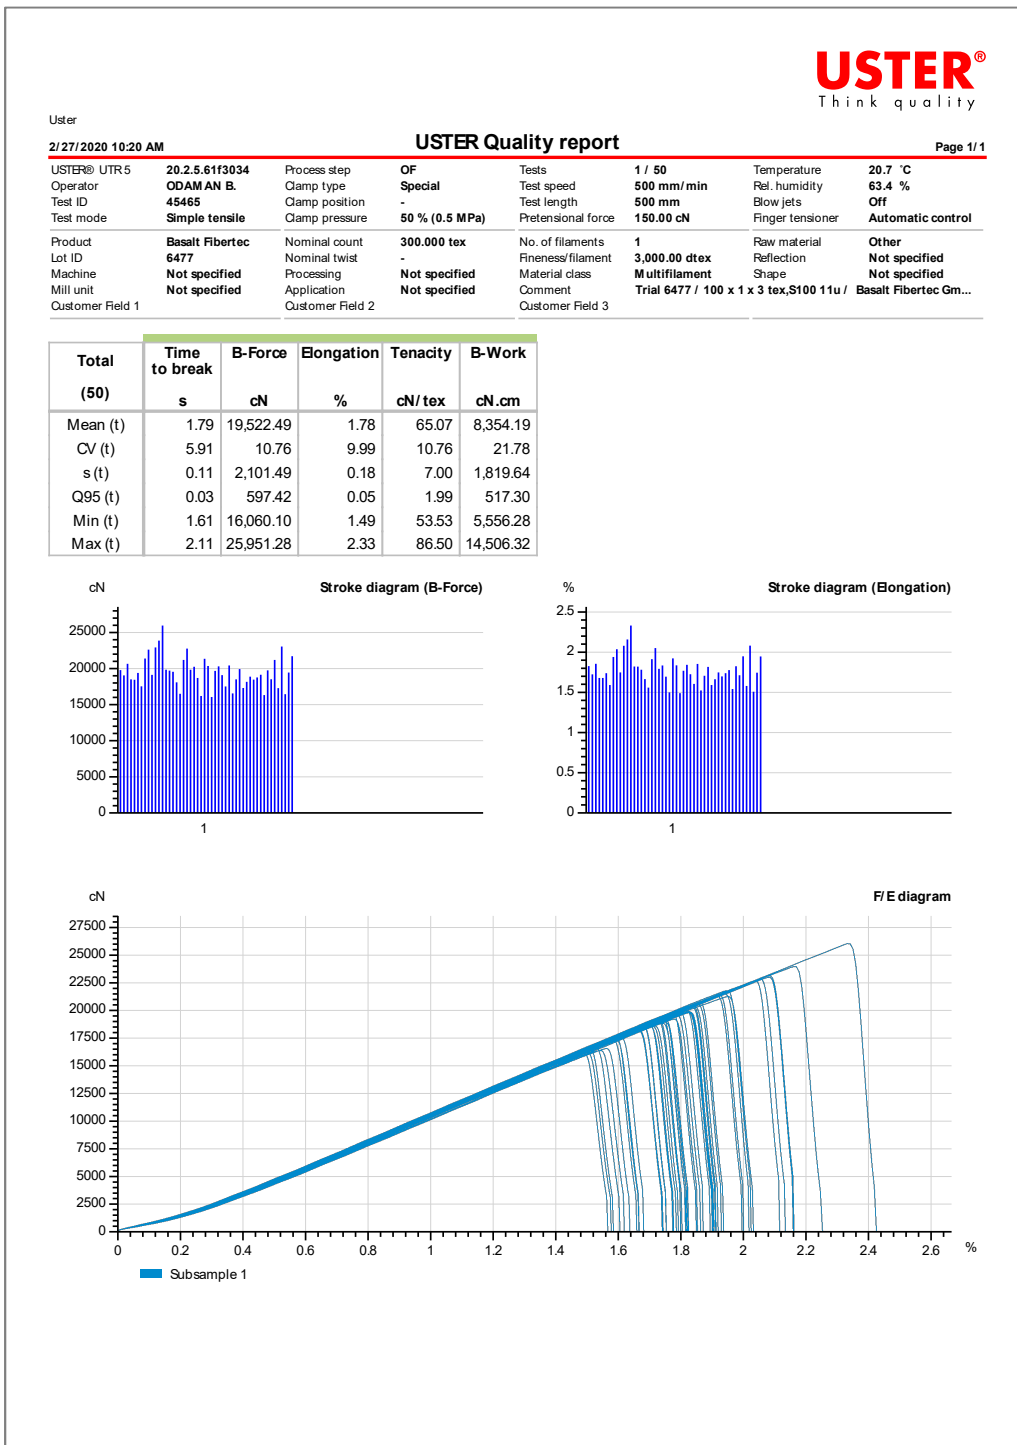 USTER®
Think quality
Uster
2/27/2020 10:20 AM USTER Quality report Page 1/1
USTER® UTR 5 20.2.5.61f3034 Process step OF Tests 1 / 50 Temperature 20.7 °C
Operator ODAMAN B. Clamp type Special Test speed 500 mm/min Rel. humidity 63.4 %
Test ID 45465 Clamp position - Test length 500 mm Blow jets Off
Test mode Simple tensile Clamp pressure 50 % (0.5 MPa) Pretensional force 150.00 cN Finger tensioner Automatic control
Product Basalt Fibertec Nominal count 300.000 tex No. of filaments 1 Raw material Other
Lot ID 6477 Nominal twist - Fineness/filament 3,000.00 dtex Reflection Not specified
Machine Not specified Processing Not specified Material class Multifilament Shape Not specified
Mill unit Not specified Application Not specified Comment Trial 6477 / 100 x 1 x 3 tex,S100 11u / Basalt Fibertec Gm...
Customer Field 1 Customer Field 2 Customer Field 3
Total Time B-Force Elongation Tenacity B-Work
to break
(50)
s cN % cN/tex cN.cm
Mean (t) 1.79 19,522.49 1.78 65.07 8,354.19
CV (t) 5.91 10.76 9.99 10.76 21.78
s (t) 0.11 2,101.49 0.18 7.00 1,819.64
Q95 (t) 0.03 597.42 0.05 1.99 517.30
Min (t) 1.61 16,060.10 1.49 53.53 5,556.28
Max (t) 2.11 25,951.28 2.33 86.50 14,506.32
cN Stroke diagram (B-Force)
25000
20000
15000
10000
5000
0
1
% Stroke diagram (Elongation)
2.5
2
1.5
1
0.5
0
1
cN F/E diagram
27500
25000
22500
20000
17500
15000
12500
10000
7500
5000
2500
0
0 0.2 0.4 0.6 0.8 1 1.2 1.4 1.6 1.8 2 2.2 2.4 2.6 %
Subsample 1